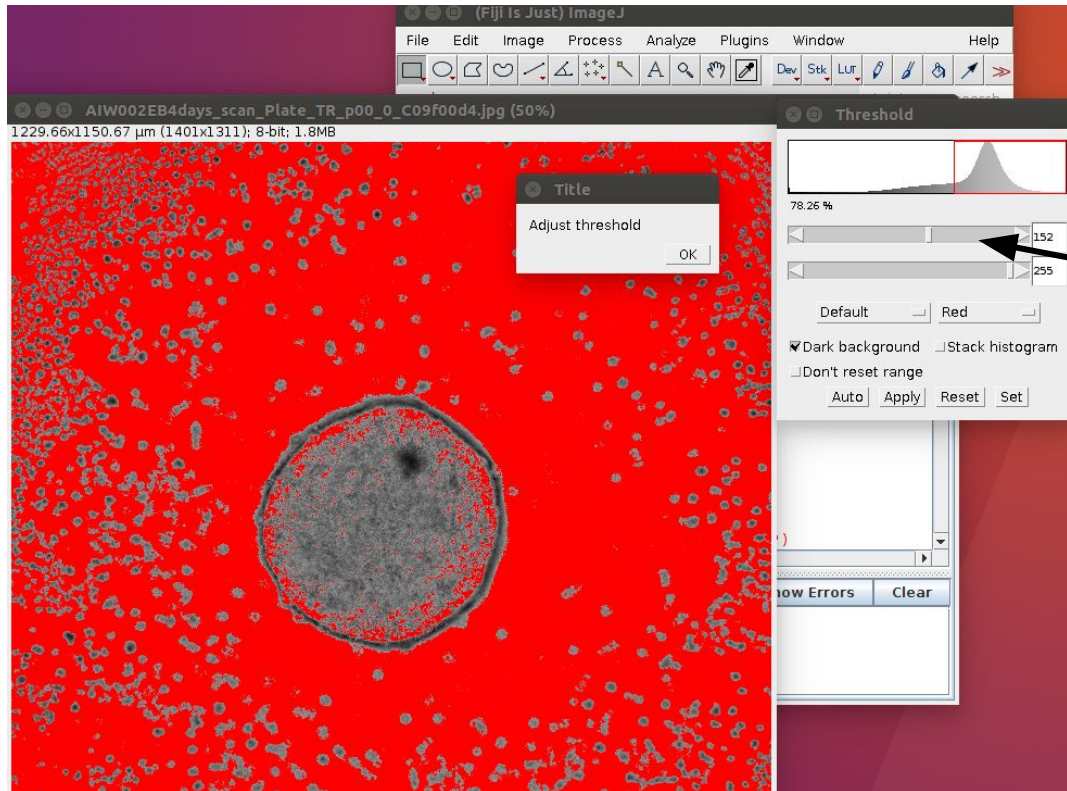 (Fiji Is Just) ImageJ
File Edit Image Process Analyze Plugins Window Help
A Dev Stk LUT
AIW002EB4days_scan_Plate_TR_p00_0_C09f00d4.jpg (50%)
1229.66x1150.67 µm (1401x1311); 8-bit; 1.8MB
Title
Adjust threshold
OK
Threshold
78.26 %
152
255
Default Red
Dark background Stack histogram
Don't reset range
Auto Apply Reset Set
Errors Clear